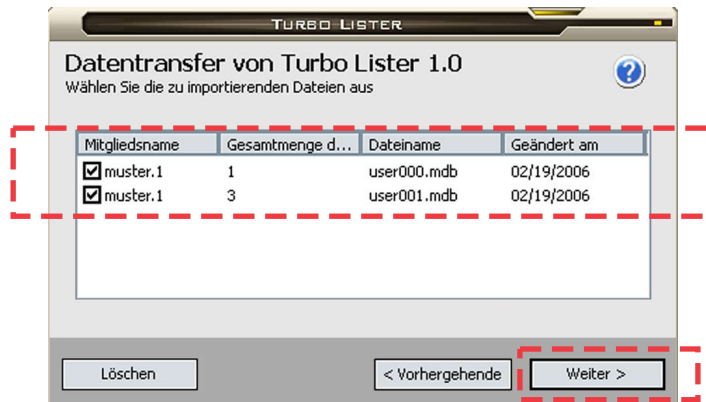 TURBO LISTER
Datentransfer von Turbo Lister 1.0
Wählen Sie die zu importierenden Dateien aus
Mitgliedsname Gesamtmenge d... Dateiname Geändert am
muster.1 1 user000.mdb 02/19/2006
muster.1 3 user001.mdb 02/19/2006
Löschen < Vorhergehende Weiter >